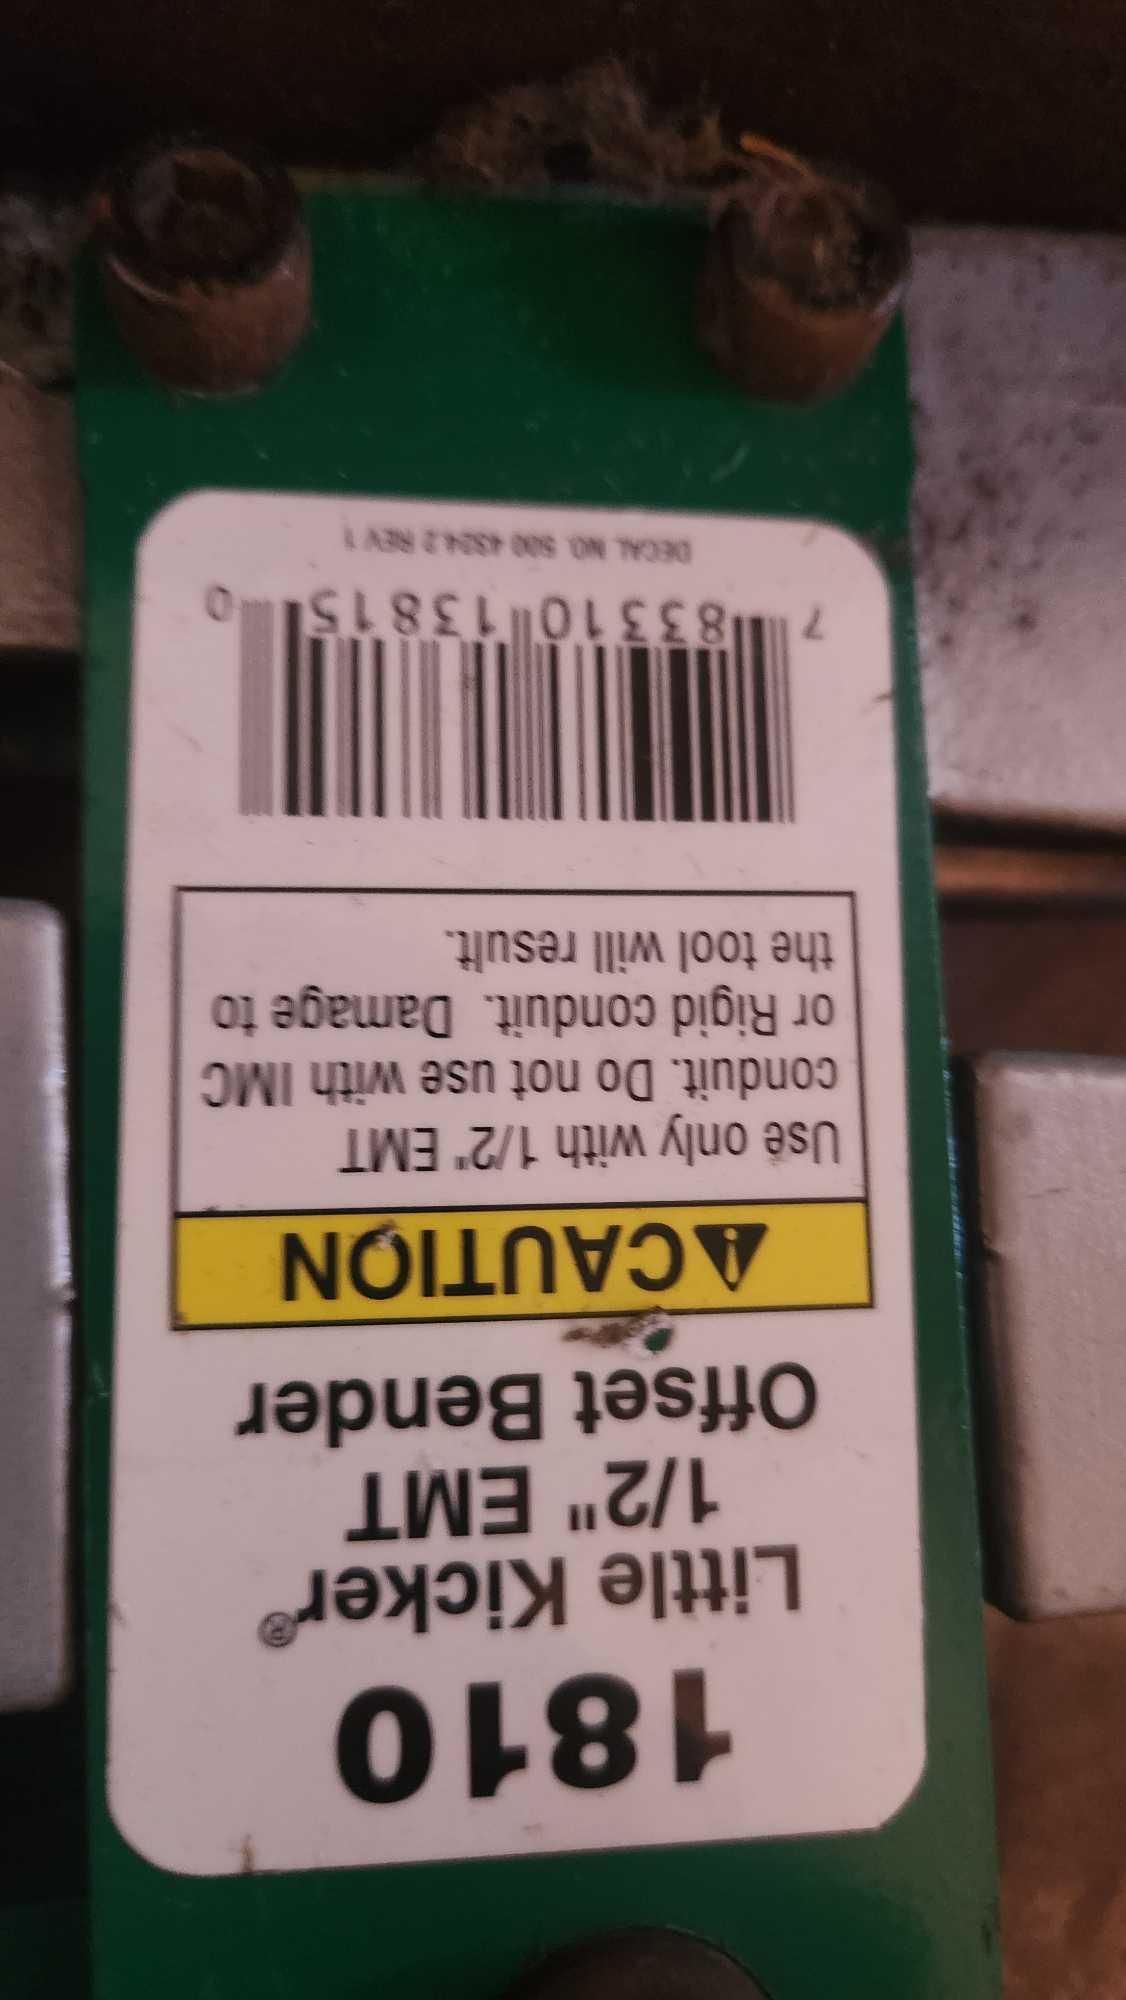 1810
Little Kicker®
1/2" EMT
Offset Bender
⚠CAUTION
Use only with 1/2" EMT
conduit. Do not use with IMC
or Rigid conduit. Damage to
the tool will result.
7 83310 13815 0
DECAL NO. 500 4324.2 REV 1